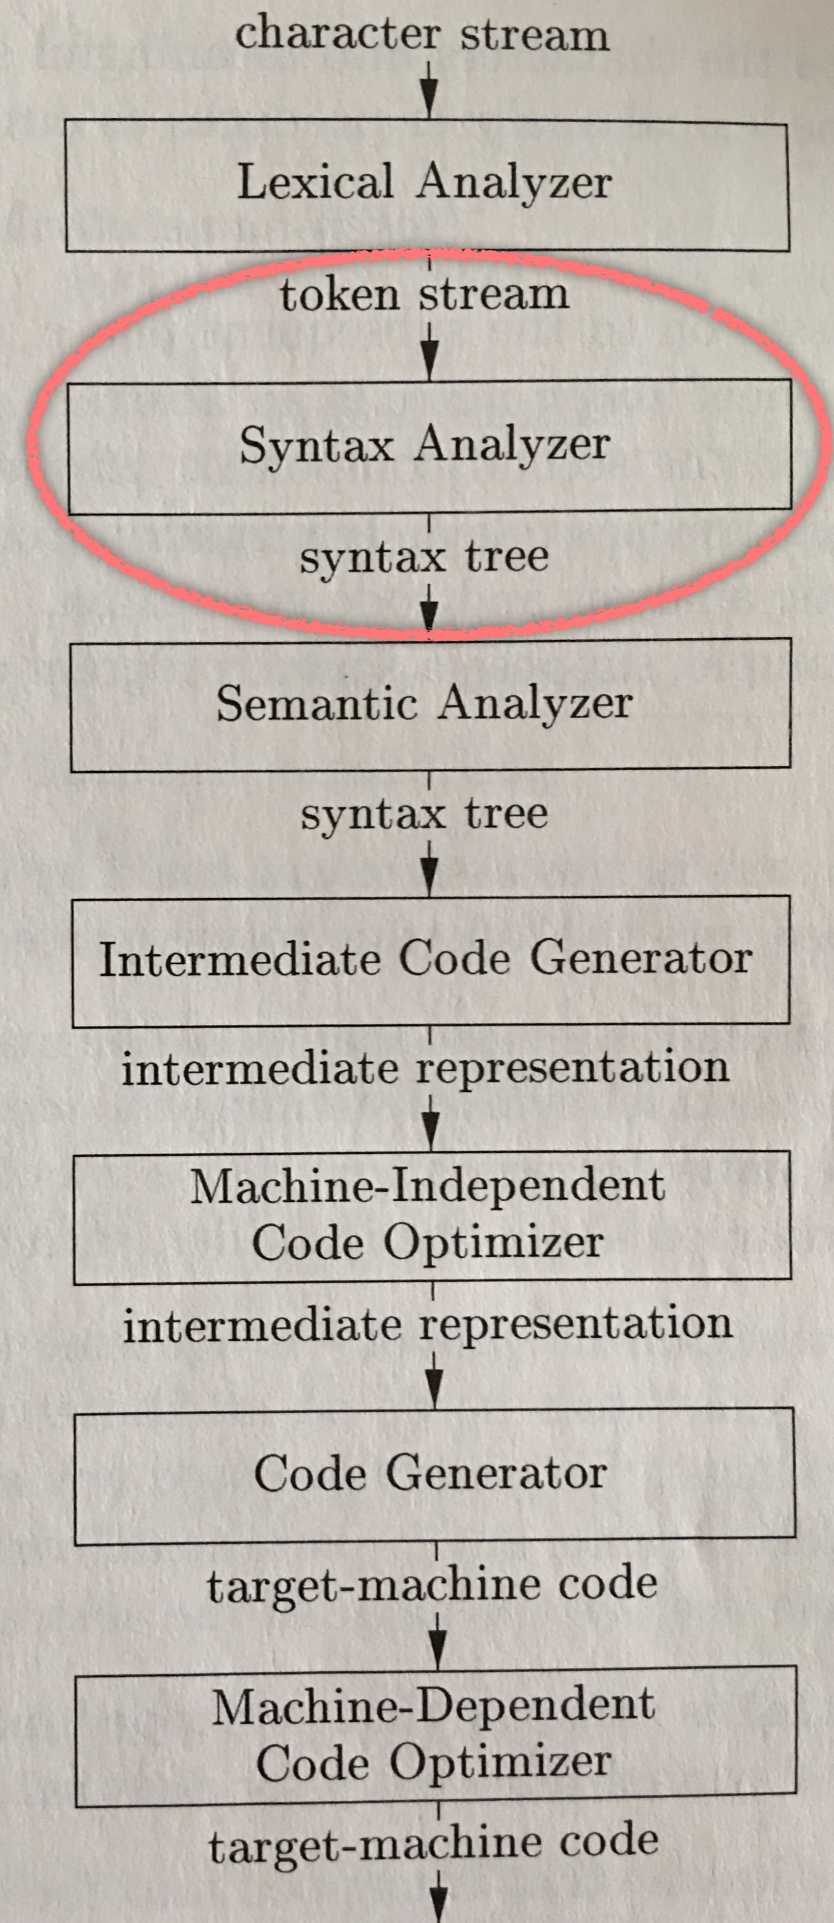 character stream
Lexical Analyzer
token stream
Syntax Analyzer
syntax tree
Semantic Analyzer
syntax tree
Intermediate Code Generator
intermediate representation
Machine-Independent
Code Optimizer
intermediate representation
Code Generator
target-machine code
Machine-Dependent
Code Optimizer
target-machine code